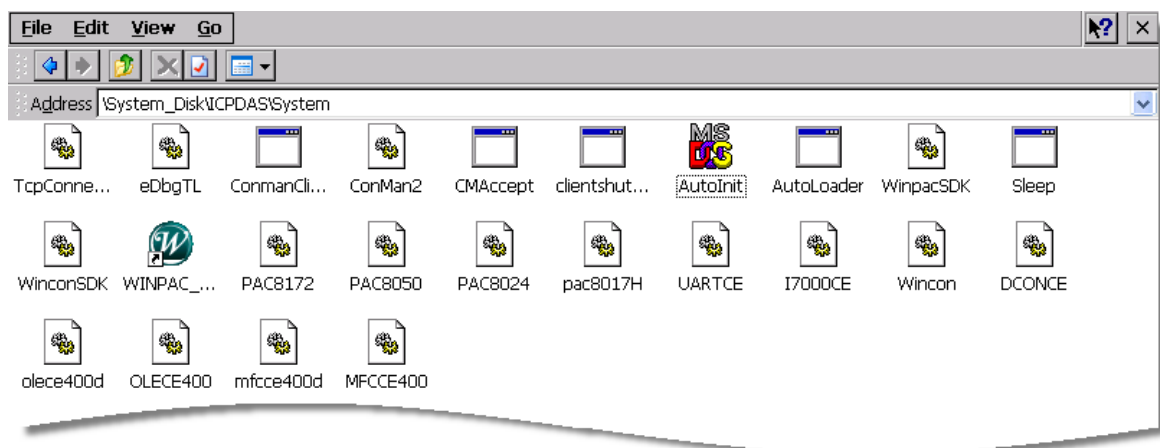 File Edit View Go
Address \System_Disk\ICPDAS\System
TcpConne... eDbgTL ConmanCli... ConMan2 CMAccept clientshut... AutoInit AutoLoader WinpacSDK Sleep
WinconSDK WINPAC_... PAC8172 PAC8050 PAC8024 pac8017H UARTCE I7000CE Wincon DCONCE
olece400d OLECE400 mfcce400d MFCCE400